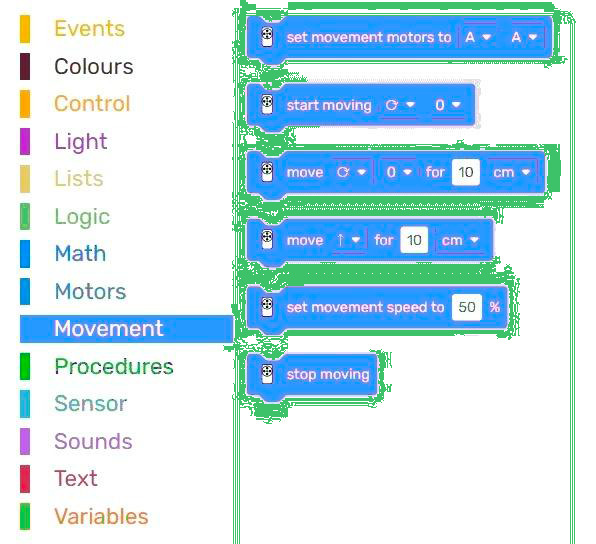 Events
Colours
Control
Light
Lists
Logic
Math
Motors
Movement
Procedures
Sensor
Sounds
Text
Variables
set movement motors to A A
start moving 0
move 0 for 10 cm
move ↑ for 10 cm
set movement speed to 50 %
stop moving